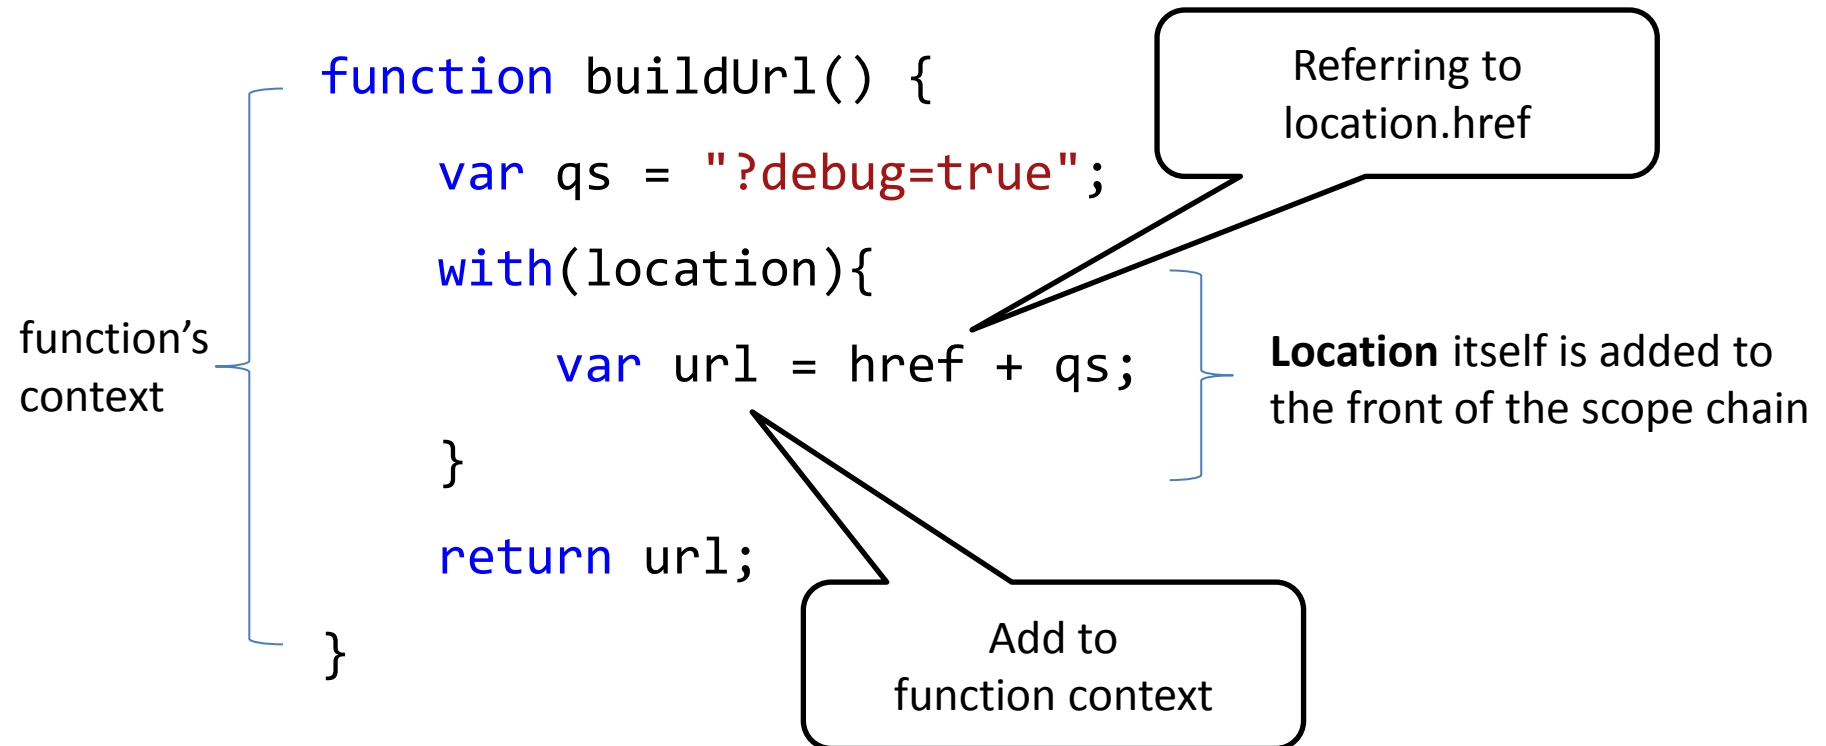 function buildUrl() {
var qs = "?debug=true";
with(location){
var url = href + qs;
}
return url;
}
function’s
context
Referring to
location.href
Location itself is added to
the front of the scope chain
Add to
function context